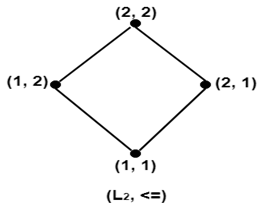 (2, 2)
(1, 2)
(2, 1)
(1, 1)
(L₂, <=)